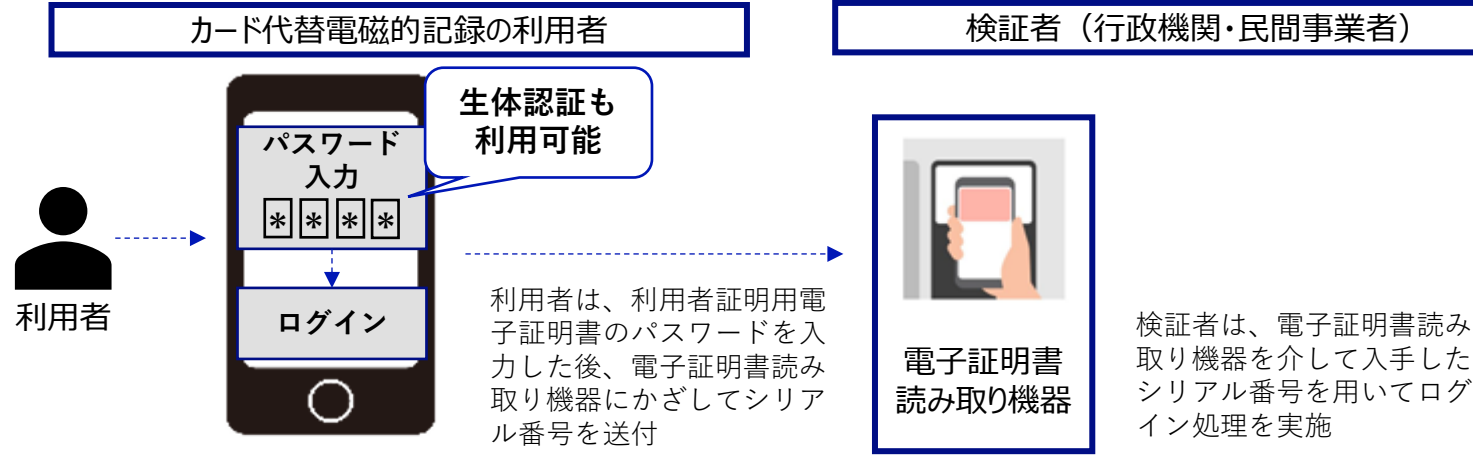 カード代替電磁的記録の利用者
検証者（行政機関・民間事業者）
生体認証も
利用可能
パスワード
入力
＊＊＊＊
ログイン
利用者
利用者は、利用者証明用電
子証明書のパスワードを入
力した後、電子証明書読み
取り機器にかざしてシリア
ル番号を送付
電子証明書
読み取り機器
検証者は、電子証明書読み
取り機器を介して入手した
シリアル番号を用いてログ
イン処理を実施